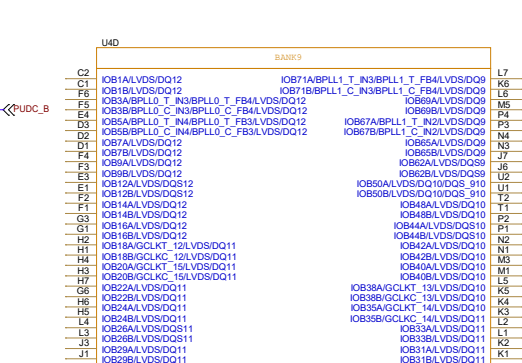 U4D
BANK9
PUDC_B
C2 IOB1A/LVDS/DQ12 IOB71A/BPLL1_T_IN3/BPLL1_T_FB4/LVDS/DQ9 L7
C1 IOB1B/LVDS/DQ12 IOB71B/BPLL1_C_IN3/BPLL1_C_FB4/LVDS/DQ9 K6
F6 IOB3A/BPLL0_T_IN3/BPLL0_T_FB4/LVDS/DQ12 IOB69A/LVDS/DQ9 L6
F5 IOB3B/BPLL0_C_IN3/BPLL0_C_FB4/LVDS/DQ12 IOB69B/LVDS/DQ9 M5
E4 IOB5A/BPLL0_T_IN4/BPLL0_T_FB3/LVDS/DQ12 IOB67A/BPLL1_T_IN2/LVDS/DQ9 P4
D3 IOB5B/BPLL0_C_IN4/BPLL0_C_FB3/LVDS/DQ12 IOB67B/BPLL1_C_IN2/LVDS/DQ9 P3
D2 IOB7A/LVDS/DQ12 IOB65A/LVDS/DQ9 N4
D1 IOB7B/LVDS/DQ12 IOB65B/LVDS/DQ9 N3
F4 IOB9A/LVDS/DQ12 IOB62A/LVDS/DQS9 J7
F3 IOB9B/LVDS/DQ12 IOB62B/LVDS/DQS9 J6
E3 IOB12A/LVDS/DQS12 IOB50A/LVDS/DQ10/DQS_910 U2
E1 IOB12B/LVDS/DQS12 IOB50B/LVDS/DQ10/DQS_910 U1
F2 IOB14A/LVDS/DQ12 IOB48A/LVDS/DQ10 T2
F1 IOB14B/LVDS/DQ12 IOB48B/LVDS/DQ10 T1
G3 IOB16A/LVDS/DQ12 IOB44A/LVDS/DQS10 P2
G1 IOB16B/LVDS/DQ12 IOB44B/LVDS/DQS10 P1
H2 IOB18A/GCLKT_12/LVDS/DQ11 IOB42A/LVDS/DQ10 N2
H1 IOB18B/GCLKC_12/LVDS/DQ11 IOB42B/LVDS/DQ10 N1
H4 IOB20A/GCLKT_15/LVDS/DQ11 IOB40A/LVDS/DQ10 M3
H3 IOB20B/GCLKC_15/LVDS/DQ11 IOB40B/LVDS/DQ10 M1
H7 IOB22A/LVDS/DQ11 IOB38A/GCLKT_13/LVDS/DQ10 L5
G6 IOB22B/LVDS/DQ11 IOB38B/GCLKC_13/LVDS/DQ10 K5
H6 IOB24A/LVDS/DQ11 IOB35A/GCLKT_14/LVDS/DQ11 K4
H5 IOB24B/LVDS/DQ11 IOB35B/GCLKC_14/LVDS/DQ11 K3
L4 IOB26A/LVDS/DQS11 IOB33A/LVDS/DQ11 L2
L3 IOB26B/LVDS/DQS11 IOB33B/LVDS/DQ11 L1
J3 IOB29A/LVDS/DQ11 IOB31A/LVDS/DQ11 K2
J1 IOB29B/LVDS/DQ11 IOB31B/LVDS/DQ11 K1